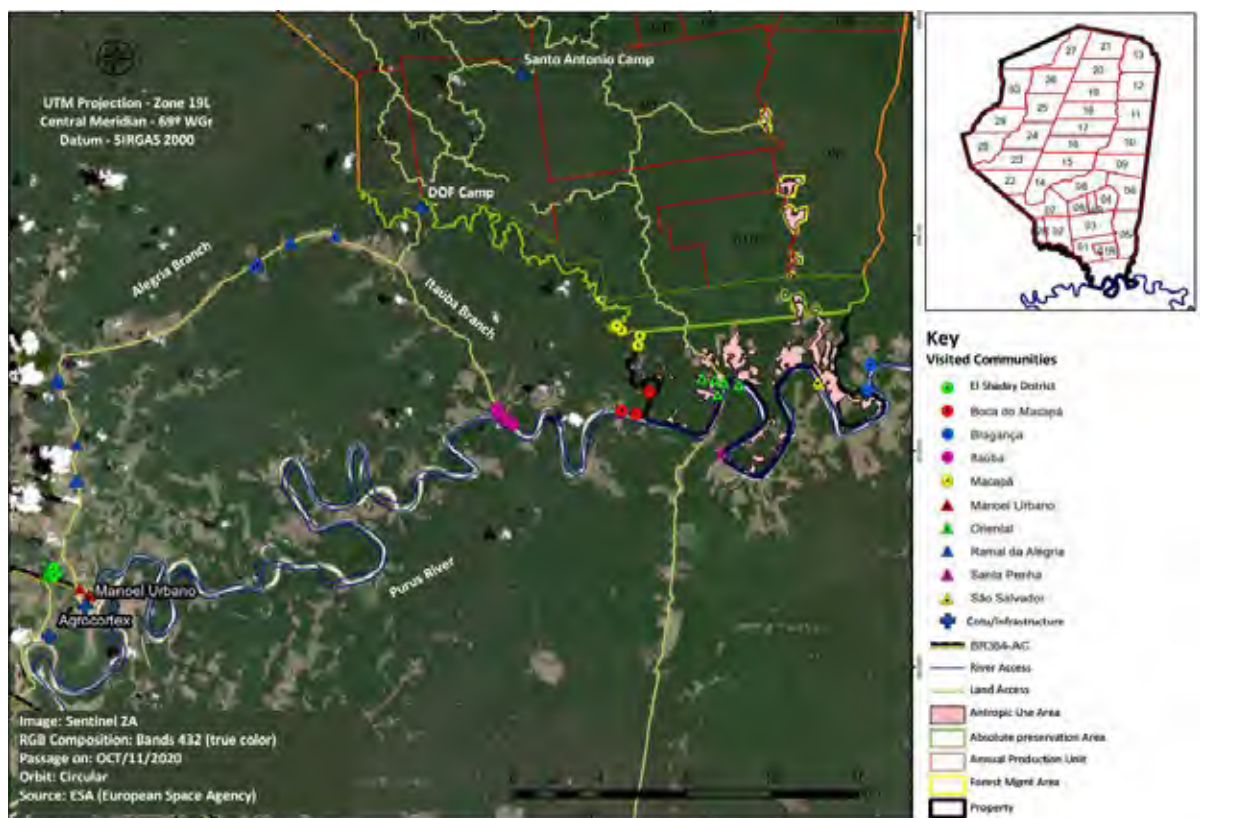 UTM Projection - Zone 19L
Central Meridian - 69º WGr
Datum - SIRGAS 2000
Santo Antonio Camp
DOF Camp
Alegria Branch
Itaúba Branch
Purus River
Manoel Urbano
Agrocortex
Image: Sentinel 2A
RGB Composition: Bands 432 (true color)
Passage on: OCT/11/2020
Orbit: Circular
Source: ESA (European Space Agency)
27
21
13
20
26
12
03
19
25
18
11
17
24
10
16
23
15
09
22
14
08
06
04
07
02
03
01
Key
Visited Communities
El Shaday District
Boca do Macapá
Bragança
Itaúba
Macapá
Manoel Urbano
Oriental
Ramal da Alegria
Santa Penha
São Salvador
Cotu/Infrastructure
BR364-AC
River Access
Land Access
Antropic Use Area
Absolute preservation Area
Annual Production Unit
Forest Mgmt Area
Property